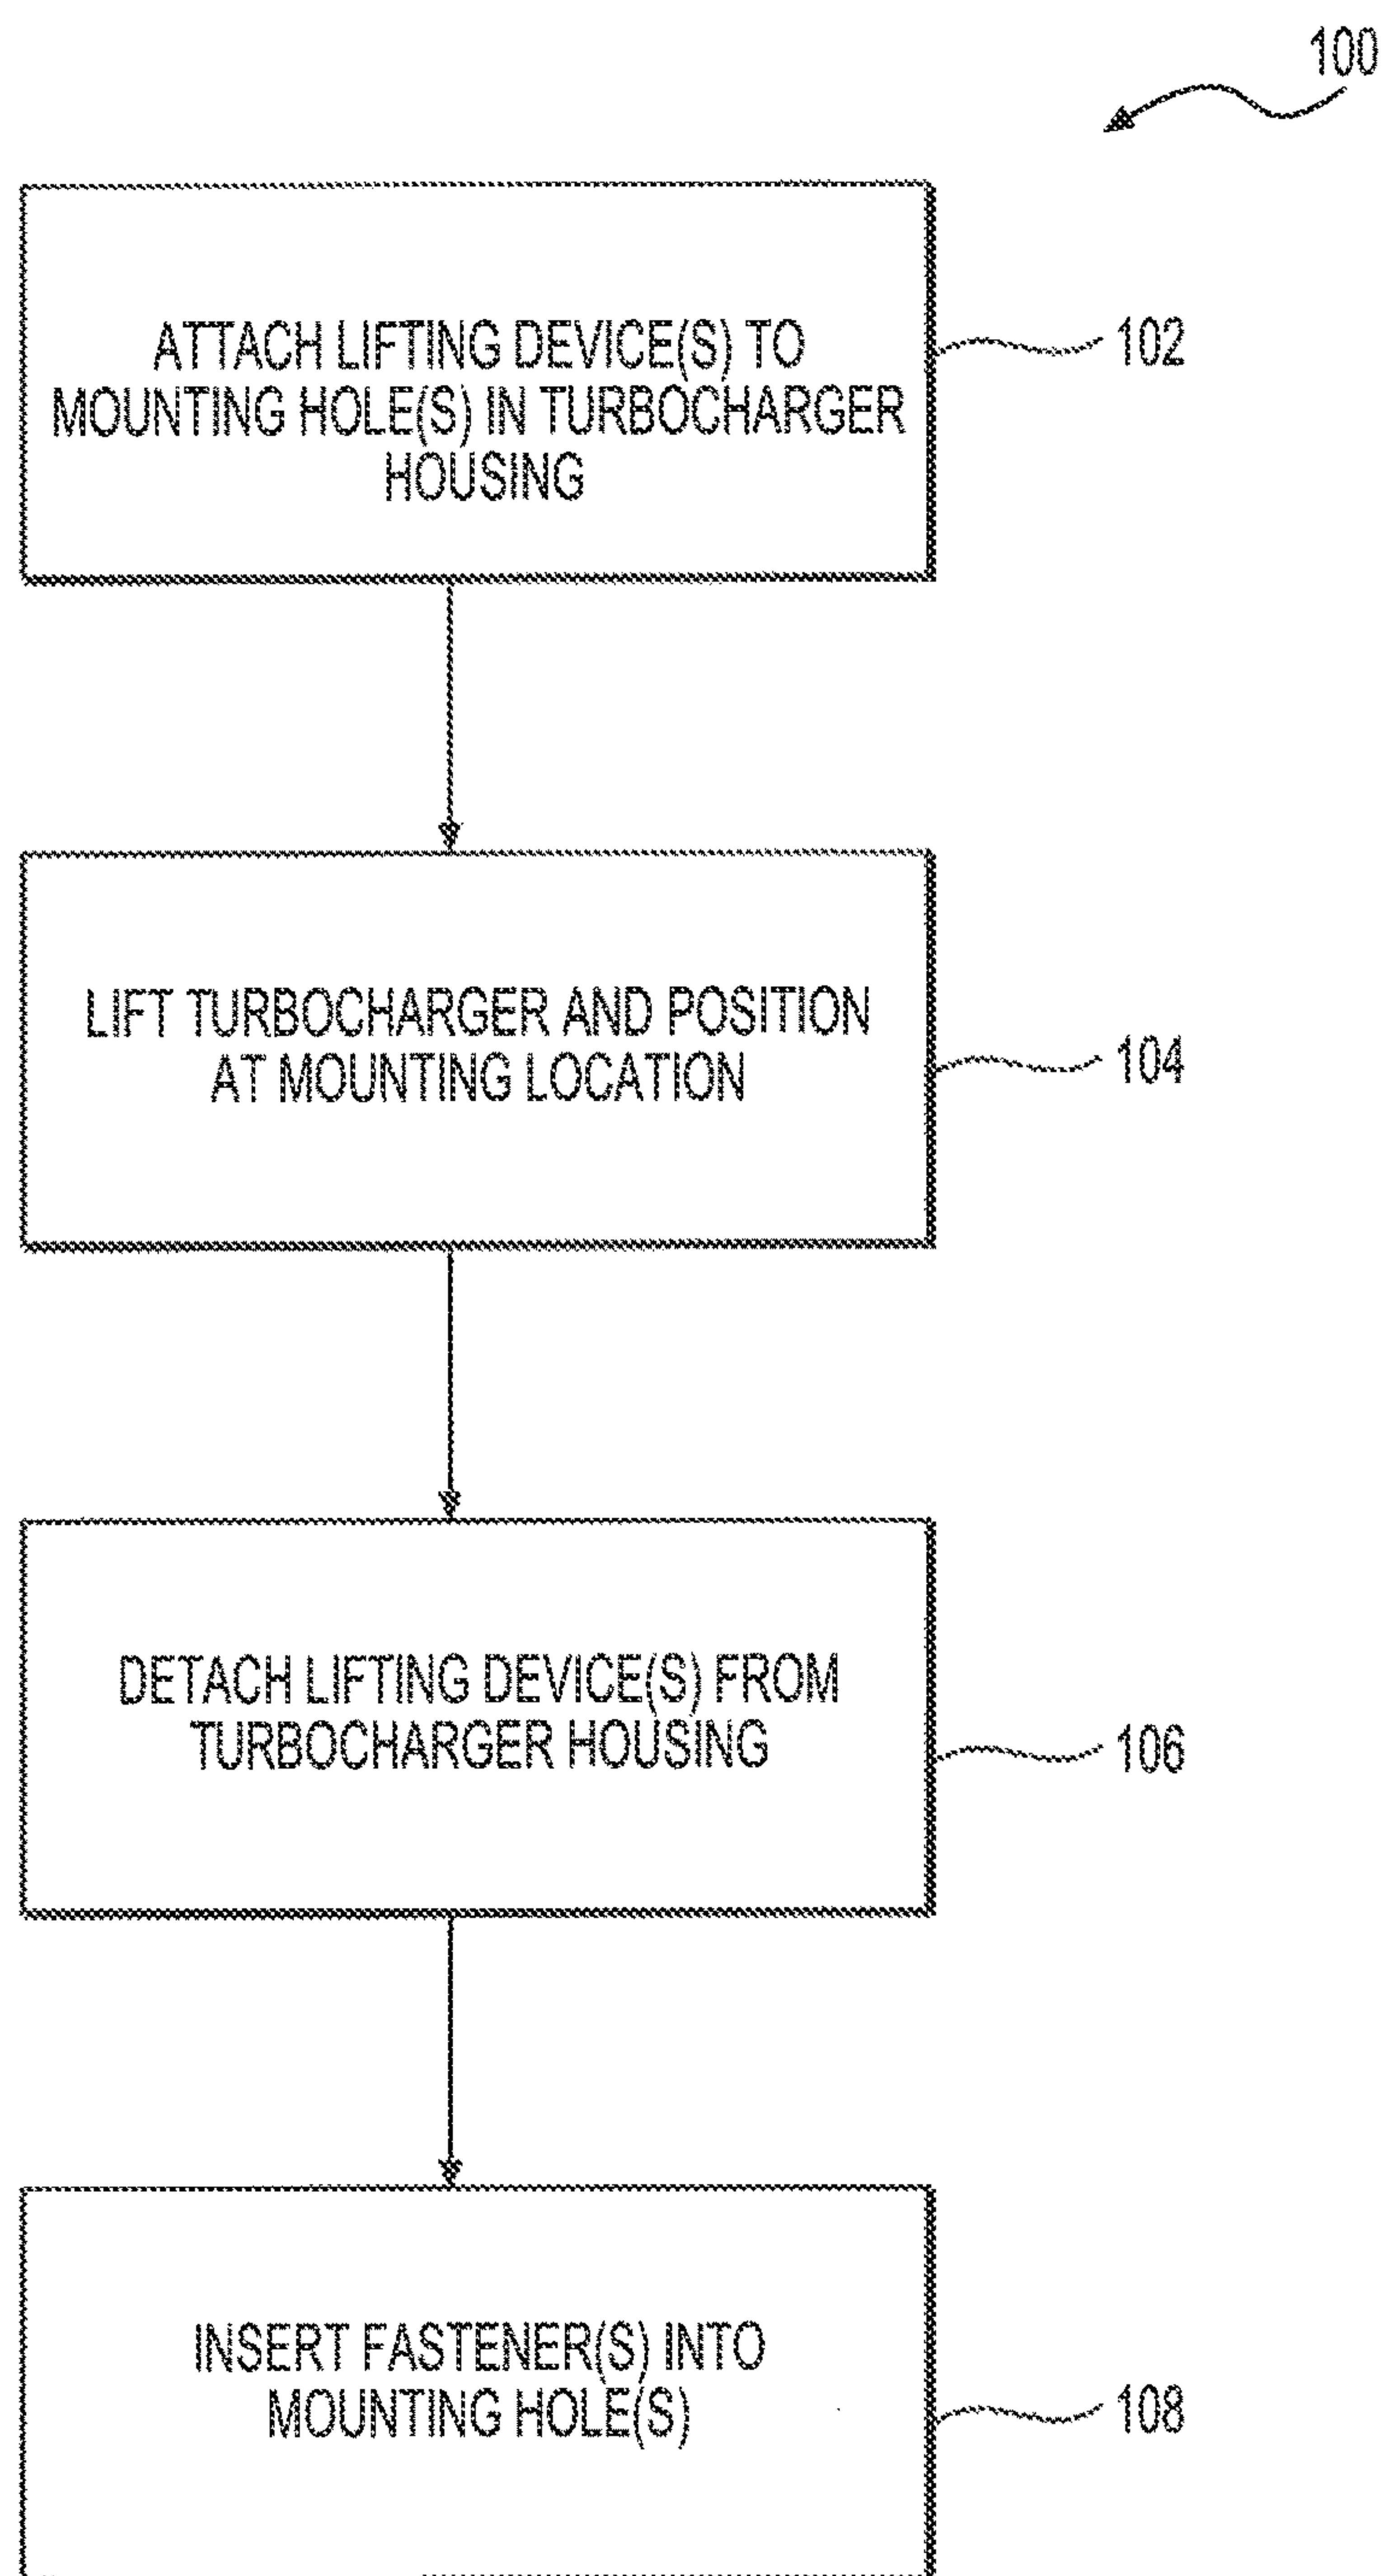 100
ATTACH LIFTING DEVICE(S) TO
MOUNTING HOLE(S) IN TURBOCHARGER
HOUSING
102
LIFT TURBOCHARGER AND POSITION
AT MOUNTING LOCATION
104
DETACH LIFTING DEVICE(S) FROM
TURBOCHARGER HOUSING
106
INSERT FASTENER(S) INTO
MOUNTING HOLE(S)
108